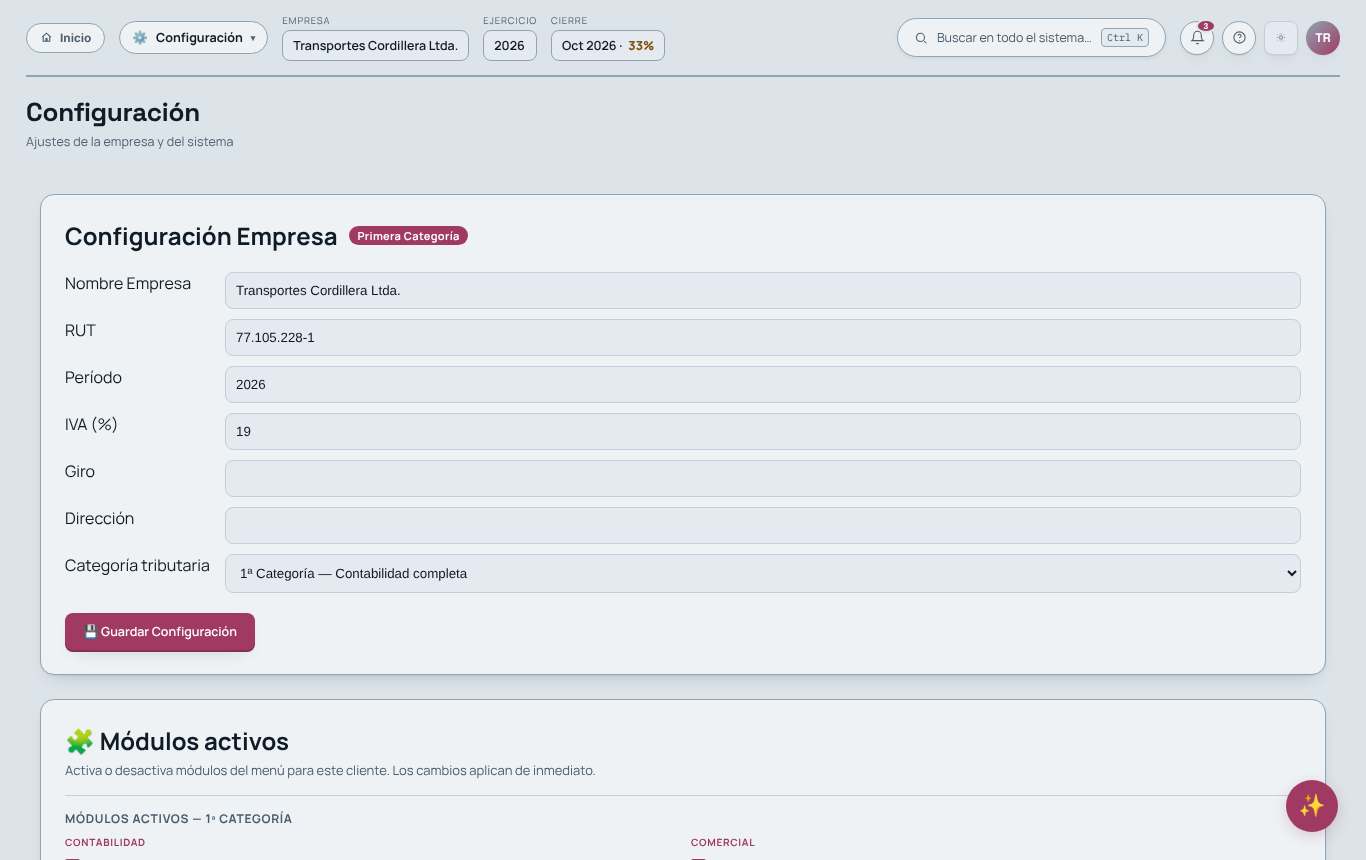 Inicio
Configuración
EMPRESA
Transportes Cordillera Ltda.
EJERCICIO
2026
CIERRE
Oct 2026 · 33%
Buscar en todo el sistema...
Ctrl K
3
TR
Configuración
Ajustes de la empresa y del sistema
Configuración Empresa
Primera Categoría
Nombre Empresa
Transportes Cordillera Ltda.
RUT
77.105.228-1
Período
2026
IVA (%)
19
Giro
Dirección
Categoría tributaria
1ª Categoría — Contabilidad completa
Guardar Configuración
Módulos activos
Activa o desactiva módulos del menú para este cliente. Los cambios aplican de inmediato.
MÓDULOS ACTIVOS — 1ª CATEGORÍA
CONTABILIDAD
COMERCIAL